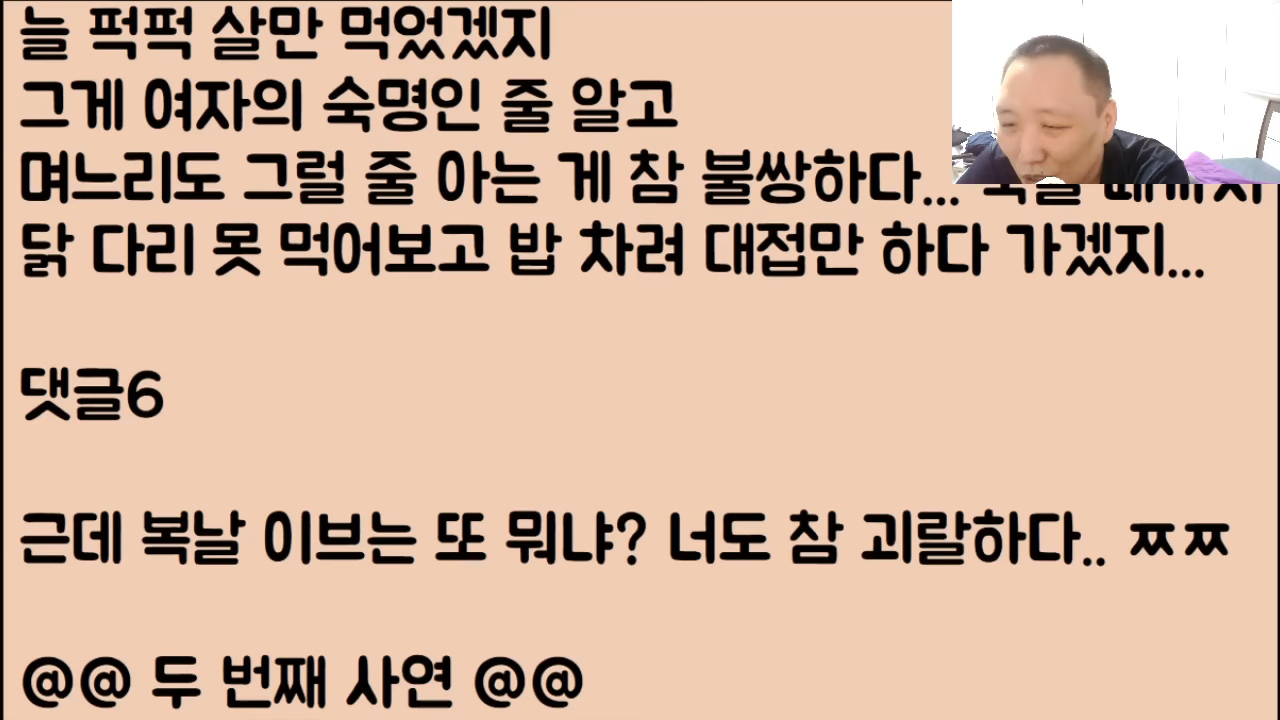 늘 퍽퍽 살만 먹었겠지
그게 여자의 숙명인 줄 알고
며느리도 그럴 줄 아는 게 참 불쌍하다...
닭 다리 못 먹어보고 밥 차려 대접만 하다 가겠지...
댓글6
근데 복날 이브는 또 뭐냐? 너도 참 괴랄하다.. ㅉㅉ
@@ 두 번째 사연 @@